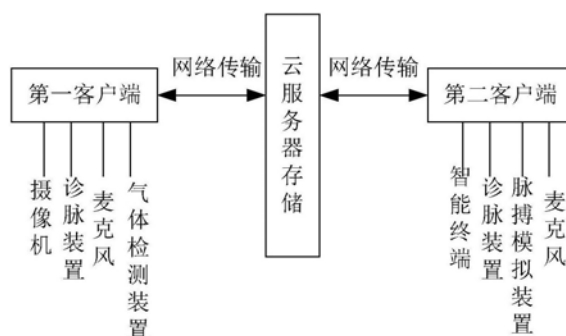 第一客户端
网络传输
云服务器存储
网络传输
第二客户端
摄像机
诊脉装置
麦克风
气体检测装置
智能终端
诊脉装置
脉搏模拟装置
麦克风